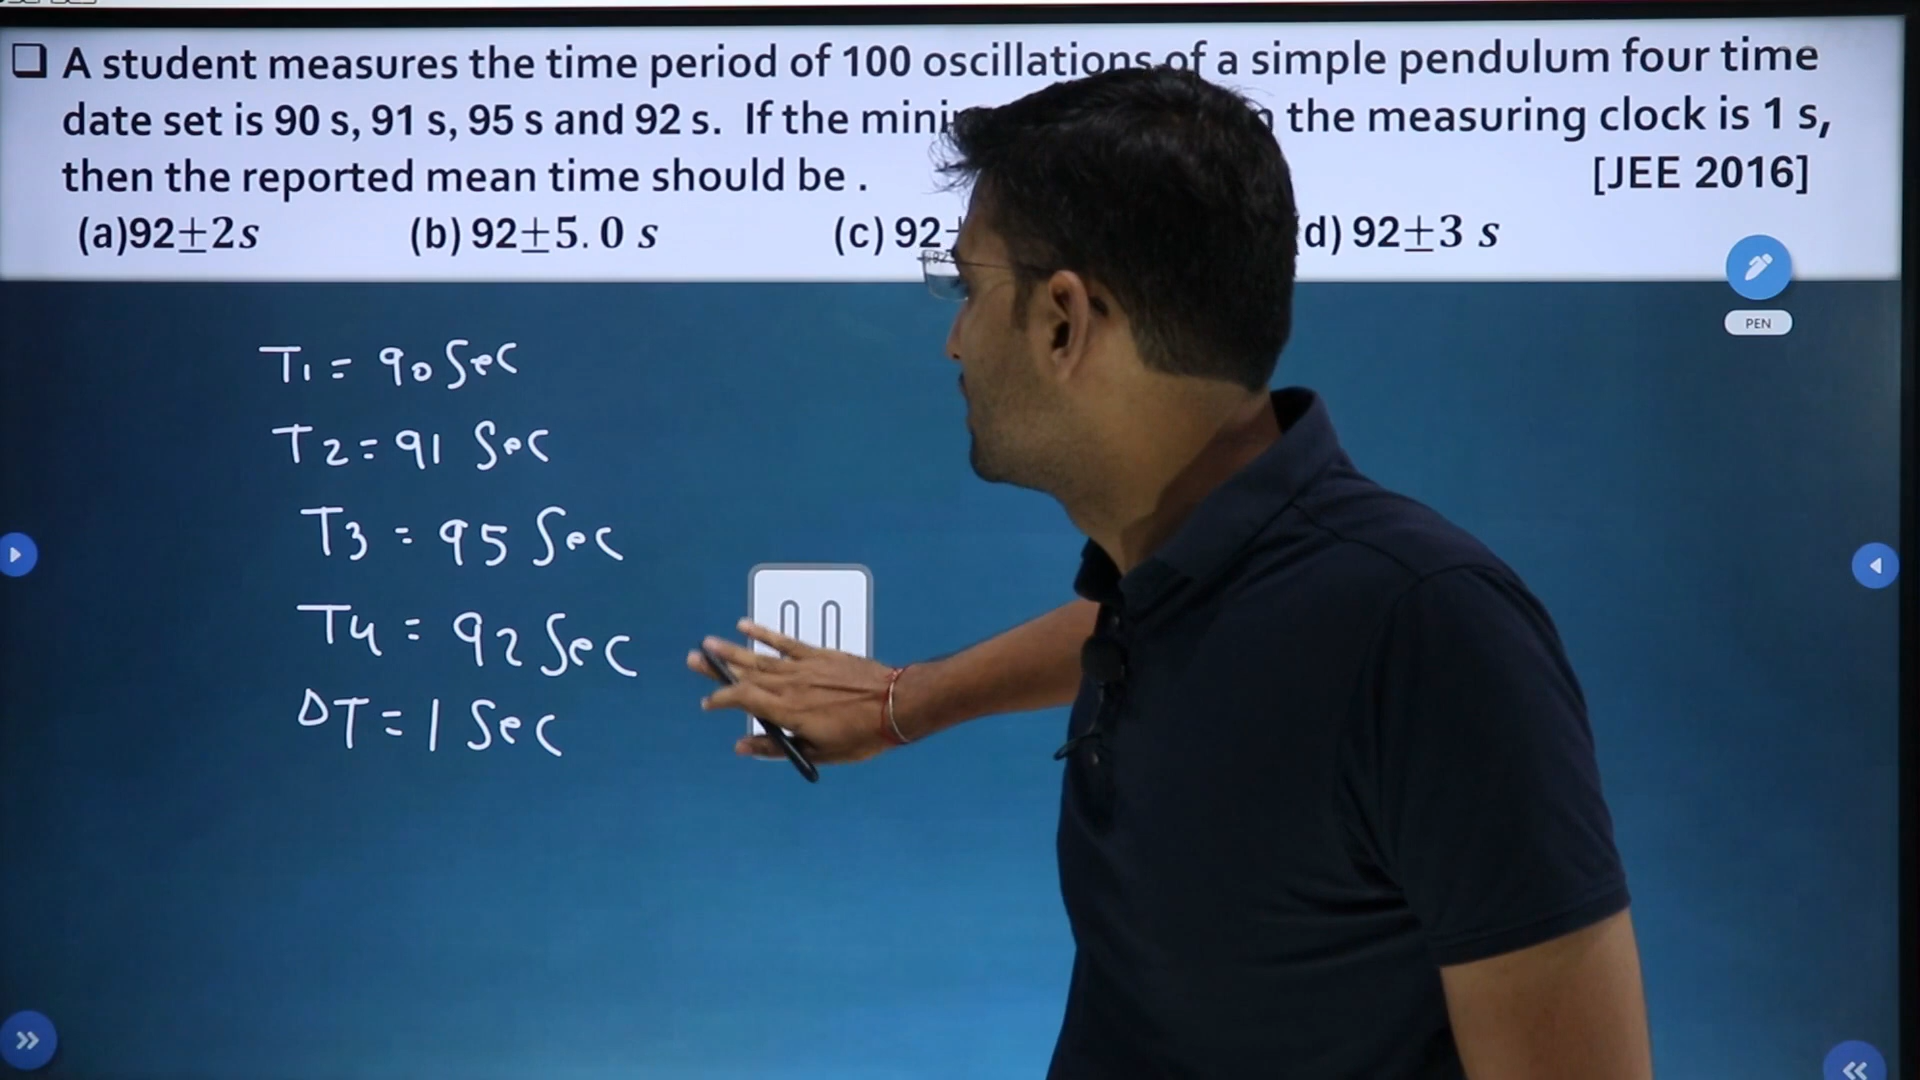 A student measures the time period of 100 oscillations of a simple pendulum four time
date set is 90 s, 91 s, 95 s and 92 s. If the the measuring clock is 1 s,
then the reported mean time should be . [JEE 2016]
(a)92±2s (b) 92±5.0 s (c) 92± d) 92±3 s
PEN
T1 = 90 Sec
T2 = 91 Sec
T3 = 95 Sec
T4 = 92 Sec
ΔT = 1 Sec